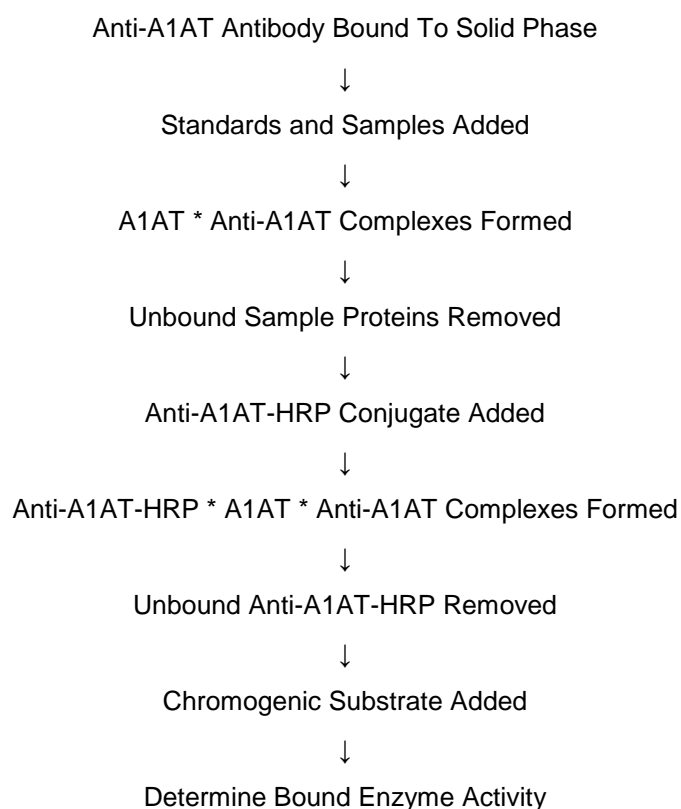 Anti-A1AT Antibody Bound To Solid Phase
↓
Standards and Samples Added
↓
A1AT * Anti-A1AT Complexes Formed
↓
Unbound Sample Proteins Removed
↓
Anti-A1AT-HRP Conjugate Added
↓
Anti-A1AT-HRP * A1AT * Anti-A1AT Complexes Formed
↓
Unbound Anti-A1AT-HRP Removed
↓
Chromogenic Substrate Added
↓
Determine Bound Enzyme Activity